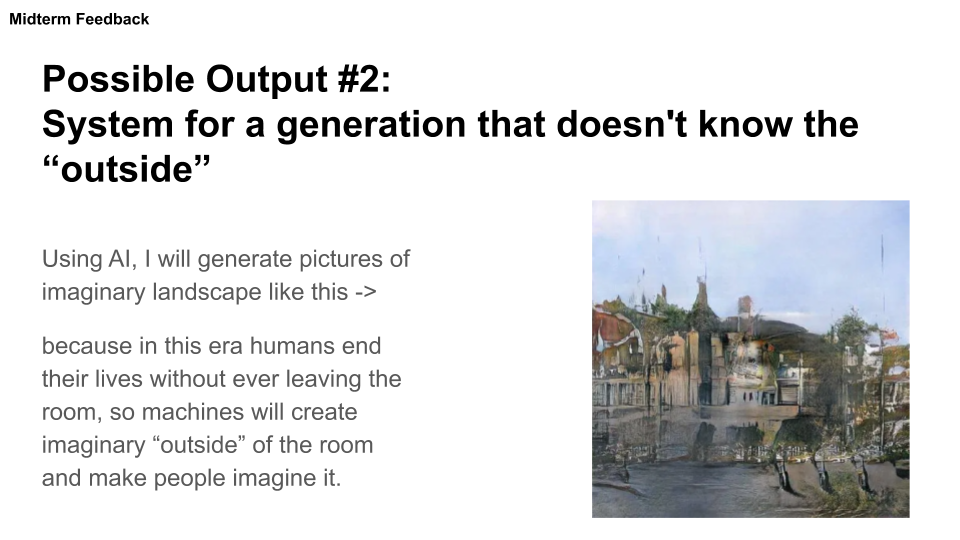 Midterm Feedback
Possible Output #2:
System for a generation that doesn't know the
“outside”
Using AI, I will generate pictures of
imaginary landscape like this ->
because in this era humans end
their lives without ever leaving the
room, so machines will create
imaginary “outside” of the room
and make people imagine it.